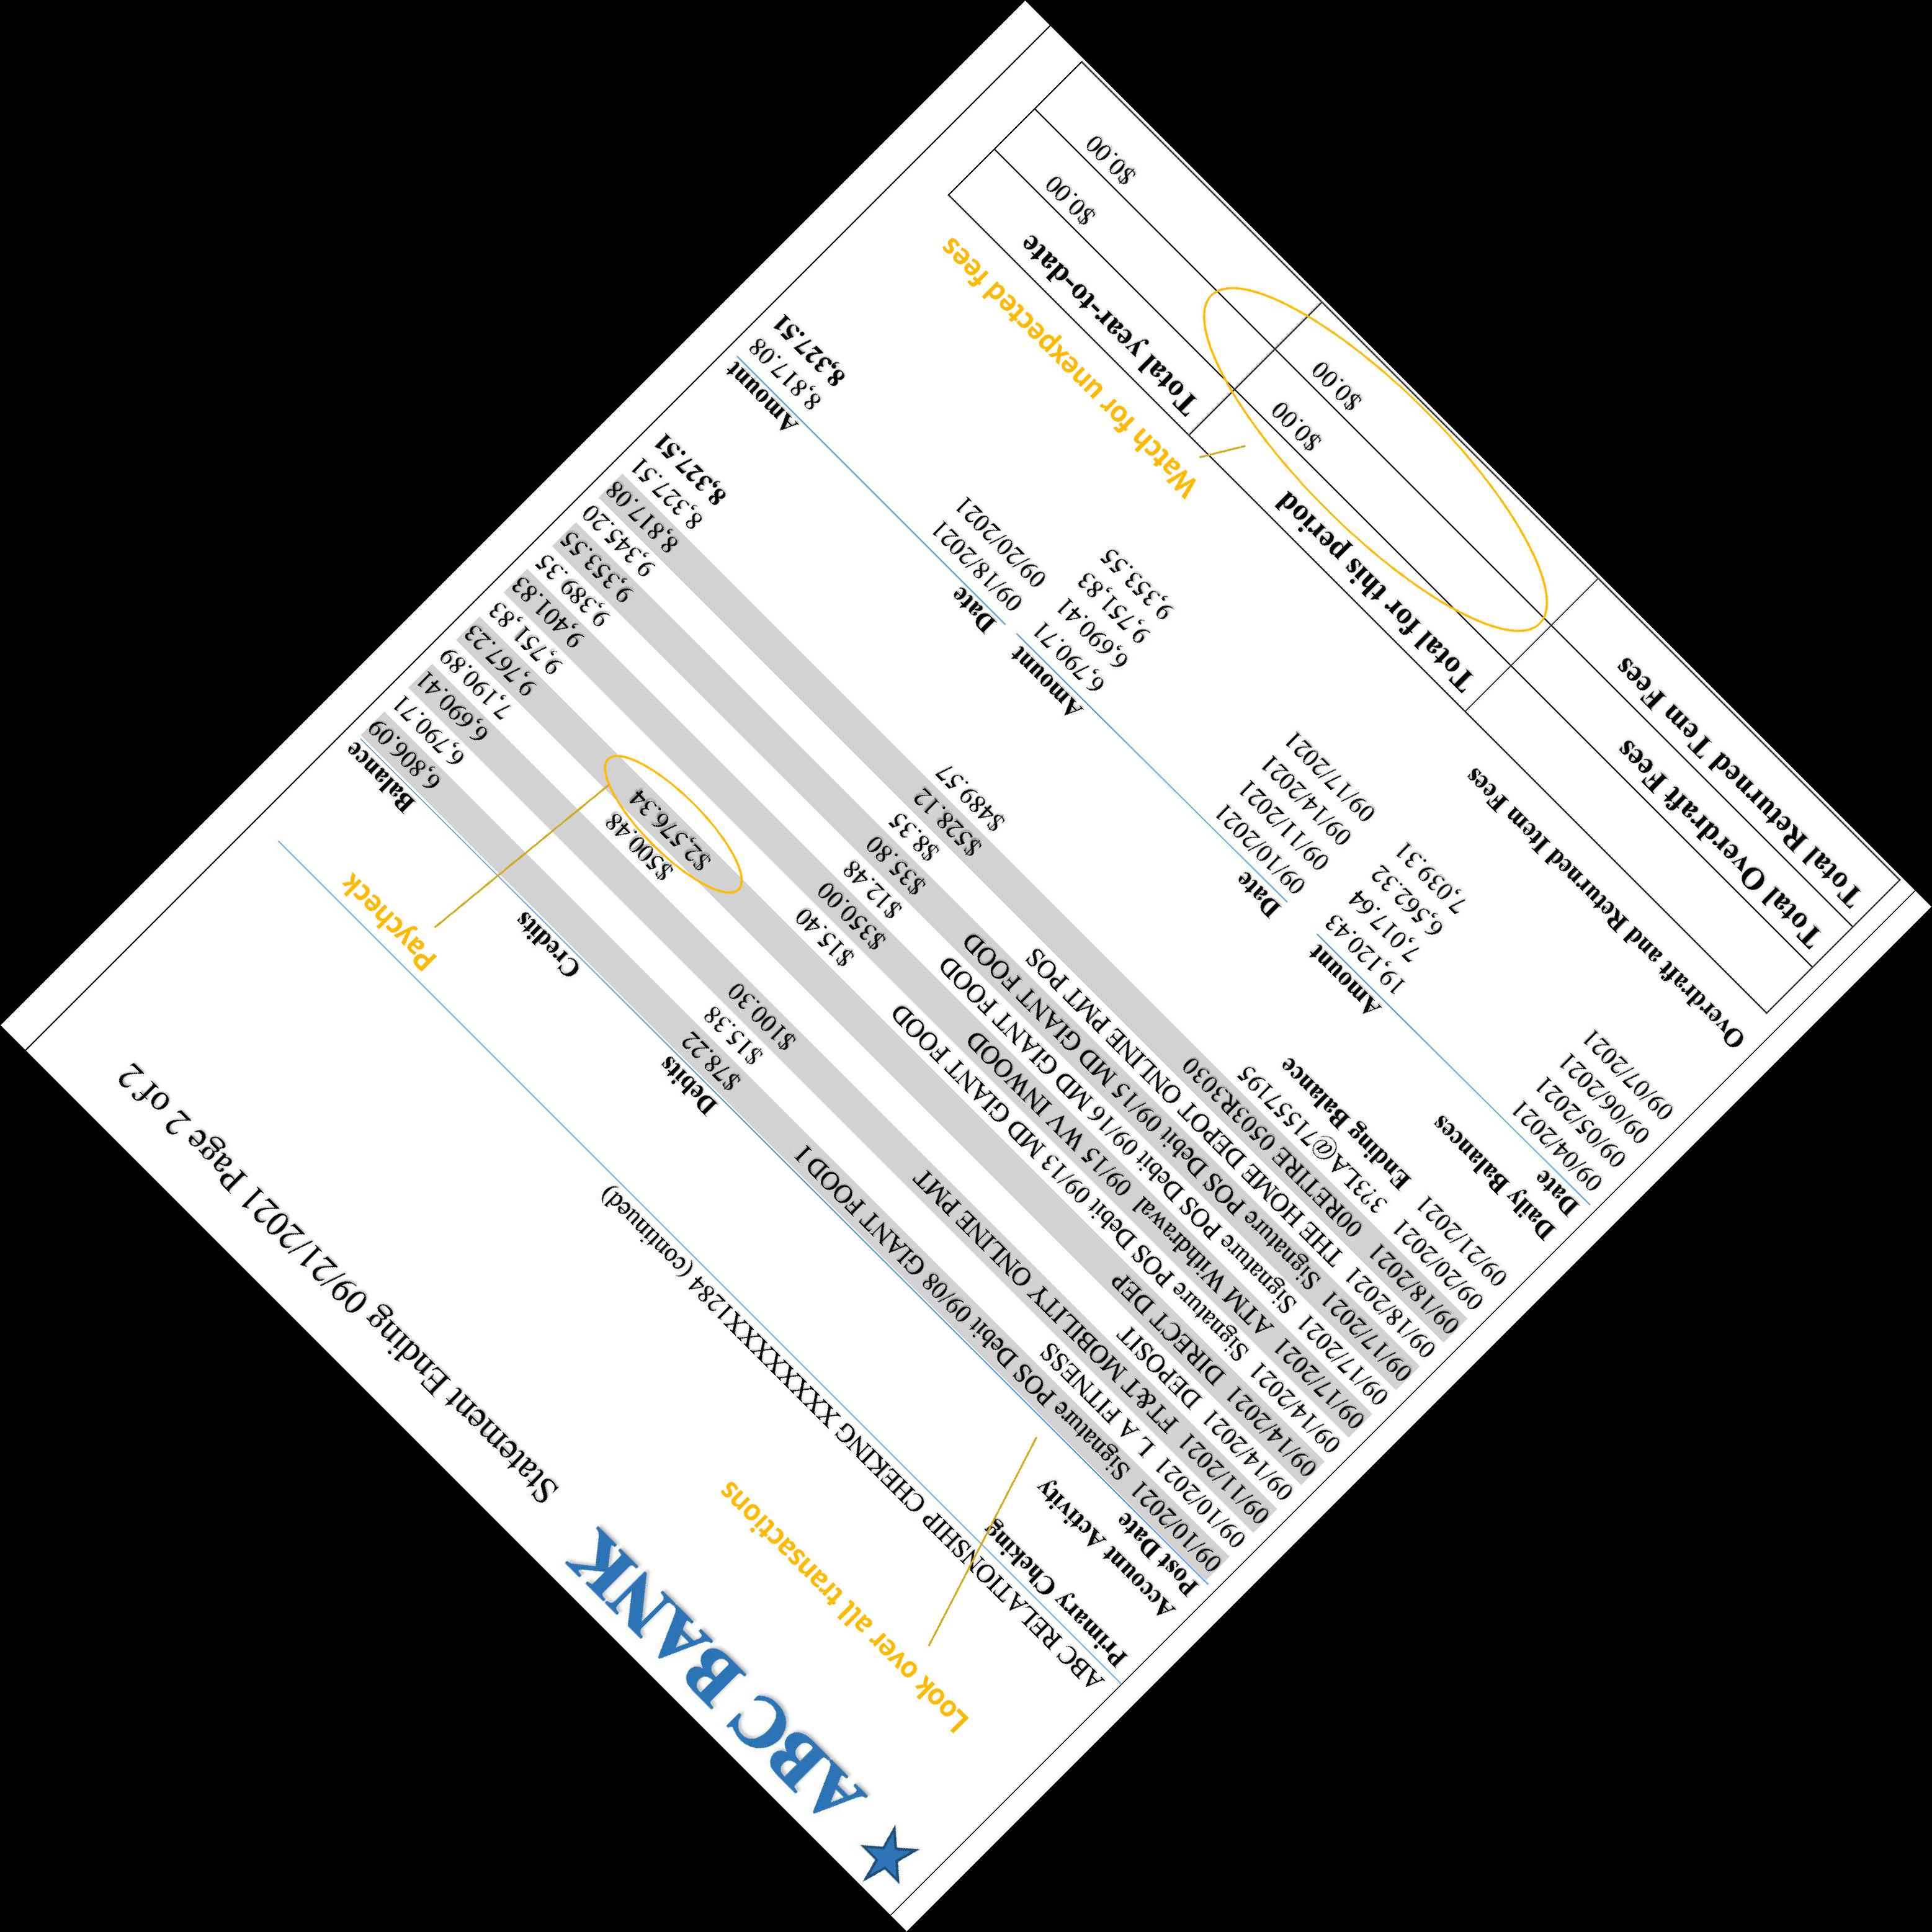 ABC BANK
Statement Ending 09/21/2021 Page 2 of 2
Look over all transactions
ABC RELATIONSHIP CHEKING XXXXXXXXXX1284 (continued)
Primary Cheking
Paycheck
Account Activity
Post Date Debits Credits Balance
09/10/2021 Signature POS Debit 09/08 GIANT FOOD I $78.22 6,806.09
09/10/2021 L A FITNESS $15.38 6,790.71
09/11/2021 FT&T MOBILITY ONLINE PMT $100.30 6,690.41
09/14/2021 DEPOSIT $500.48 7,190.89
09/14/2021 DIRECT DEP $2,576.34 9,767.23
09/14/2021 Signature POS Debit 09/13 MD GIANT FOOD $15.40 9,751,83
09/17/2021 ATM Withdrawal 09/15 WV INWOOD $350.00 9,401.83
09/17/2021 Signature POS Debit 09/16 MD GIANT FOOD $12.48 9,389.35
09/17/2021 Signature POS Debit 09/15 MD GIANT FOOD $35.80 9,353.55
09/18/2021 THE HOME DEPOT ONLINE PMT POS $8.35 9,345.20
09/18/2021 00RETIRE 0503R3030 $528.12 8,817.08
09/20/2021 3?3LA@7155?195 $489.57 8,327.51
09/21/2021 Ending Balance 8,327.51
Daily Balances
Date Amount Date Amount Date Amount
09/04/2021 19,120.43 09/10/2021 6,790.71 09/18/2021 8,817.08
09/05/2021 7,017.64 09/11/2021 6,690.41 09/20/2021 8,327.51
09/06/2021 6,562.32 09/14/2021 9,751,83
09/07/2021 7,039.31 09/17/2021 9,353.55
Overdraft and Returned Item Fees
Watch for unexpected fees
Total for this period Total year-to-date
Total Overdraft Fees $0.00 $0.00
Total Returned Tem Fees $0.00 $0.00